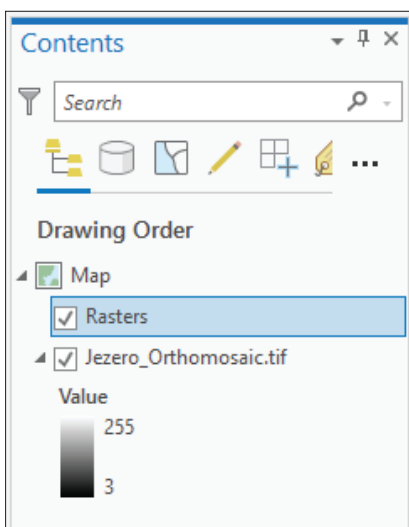 Contents
Search
Drawing Order
Map
Rasters
Jezero_Orthomosaic.tif
Value
255
3